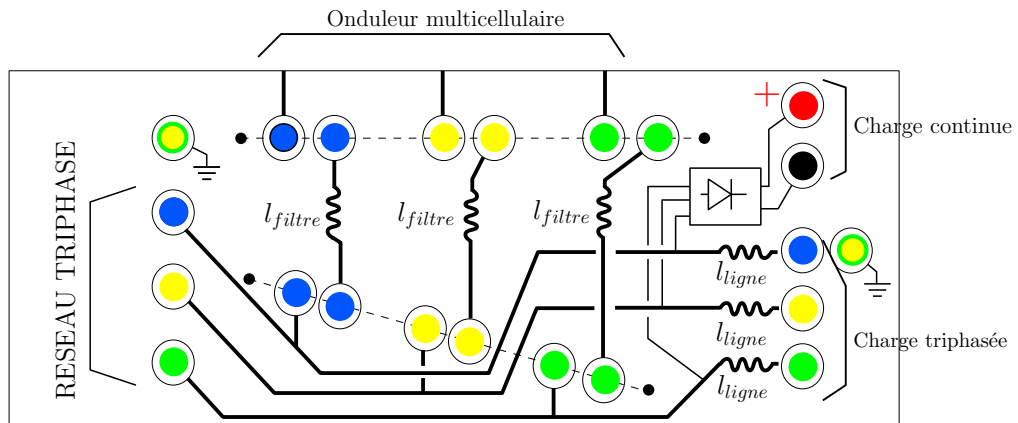 Onduleur multicellulaire
+
Charge continue
RESEAU TRIPHASE
l_filtre
l_filtre
l_filtre
l_ligne
l_ligne
l_ligne
Charge triphasée